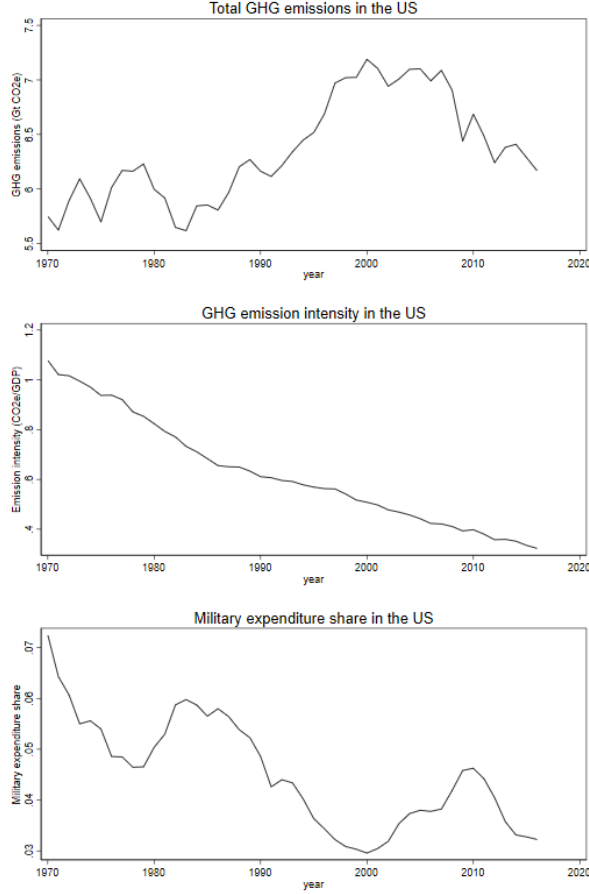 Total GHG emissions in the US
GHG emissions (Gt CO2e)
7.5
7
6.5
6
5.5
1970 1980 1990 2000 2010 2020
year
GHG emission intensity in the US
Emission intensity (CO2e/GDP)
1.2
1
.8
.6
.4
1970 1980 1990 2000 2010 2020
year
Military expenditure share in the US
Military expenditure share
.07
.06
.05
.04
.03
1970 1980 1990 2000 2010 2020
year